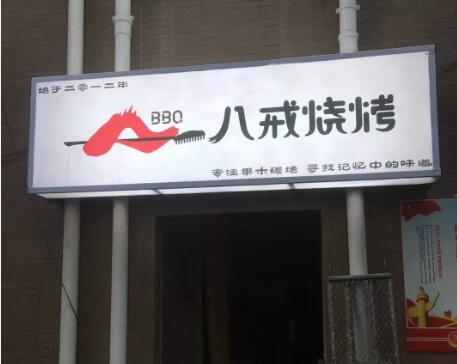 始于二零一二年
BBQ
八戒烧烤
专注果木碳烤 寻找记忆中的味道